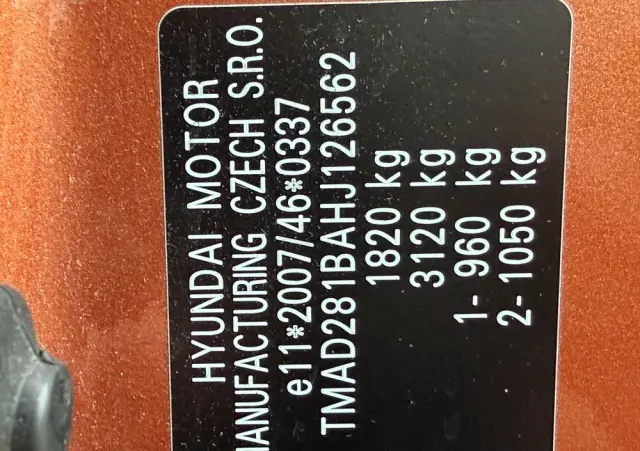 HYUNDAI MOTOR
MANUFACTURING CZECH S.R.O.
e11*2007/46*0337
TMAD281BAHJ126562
1820 kg
3120 kg
1- 960 kg
2- 1050 kg